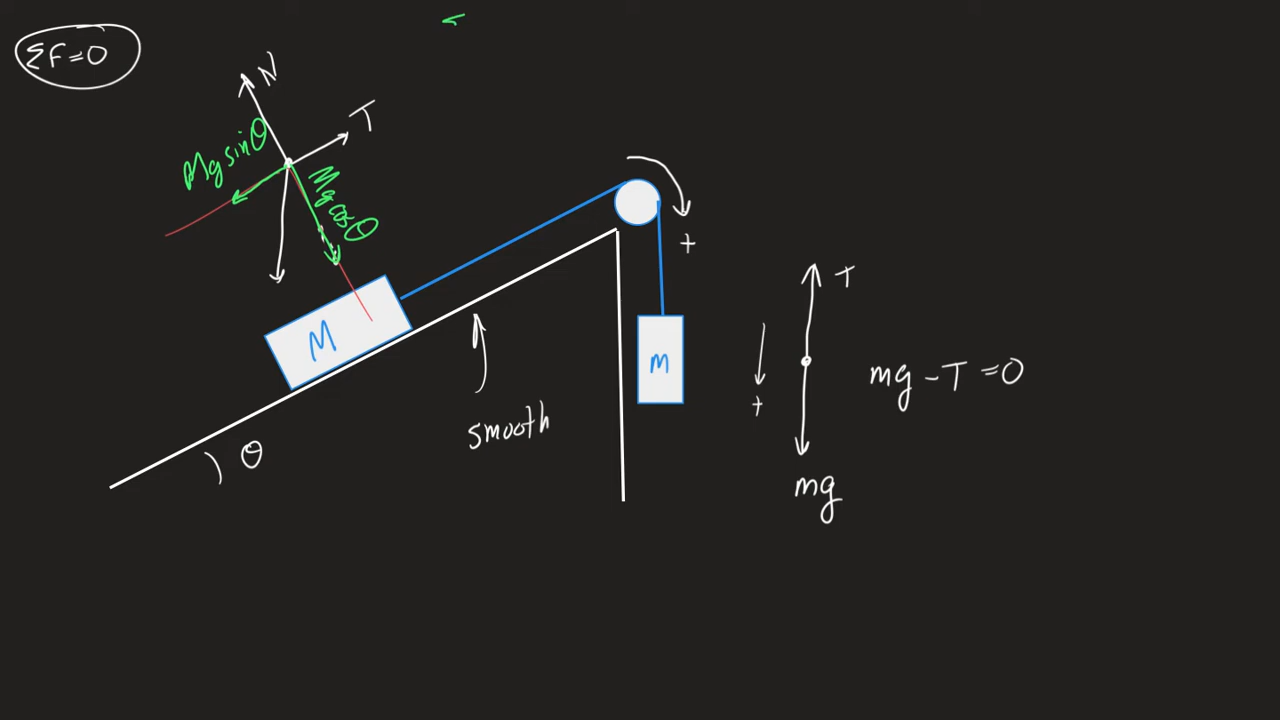 ΣF=0
N
T
Mg sinθ
Mg cosθ
+
M
m
T
+
mg - T = 0
θ
smooth
mg